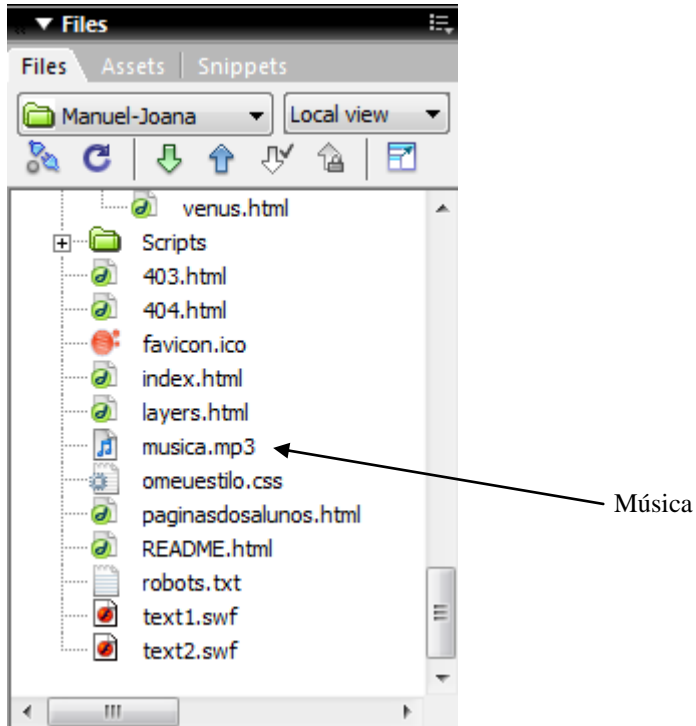 Files
Files Assets Snippets
Manuel-Joana Local view
venus.html
Scripts
403.html
404.html
favicon.ico
index.html
layers.html
musica.mp3
omeuestilo.css
Música
paginasdosalunos.html
README.html
robots.txt
text1.swf
text2.swf